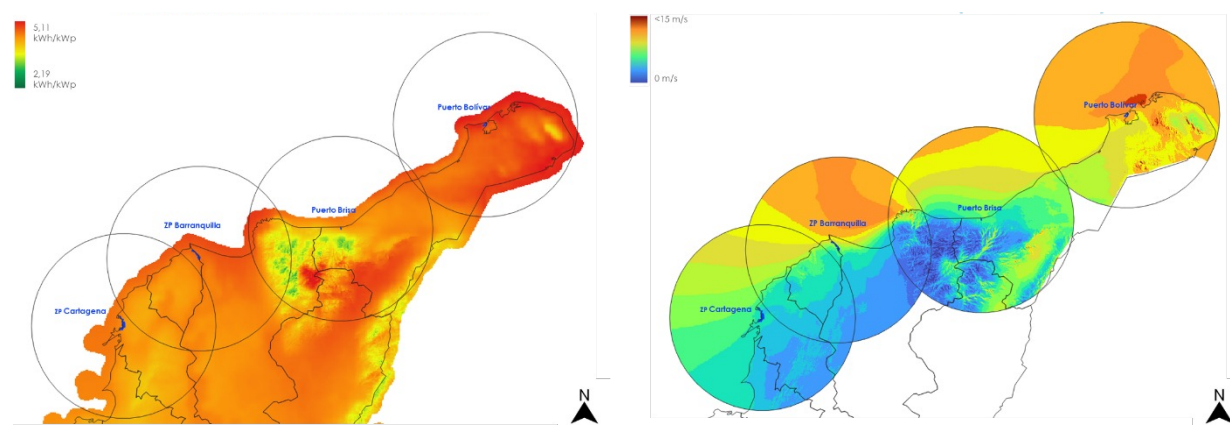 5,11
kWh/kWp
2,19
kWh/kWp
Puerto Bolívar
Puerto Brisa
ZP Barranquilla
ZP Cartagena
N
<15 m/s
0 m/s
Puerto Bolívar
Puerto Brisa
ZP Barranquilla
ZP Cartagena
N